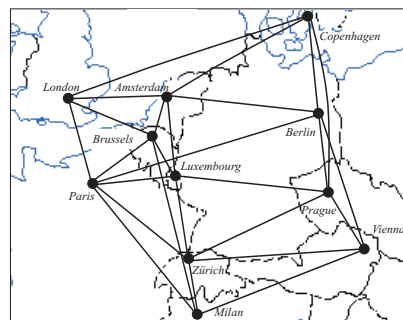 Copenhagen
London
Amsterdam
Berlin
Brussels
Luxembourg
Paris
Prague
Vienna
Zürich
Milan